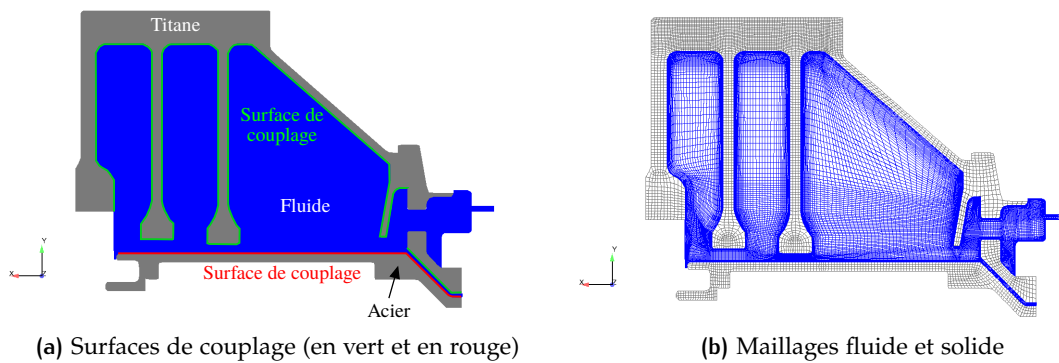 Titane
Surface de
couplage
Fluide
Surface de couplage
Acier
Y
X
Z
Y
X
Z
(a) Surfaces de couplage (en vert et en rouge)
(b) Maillages fluide et solide